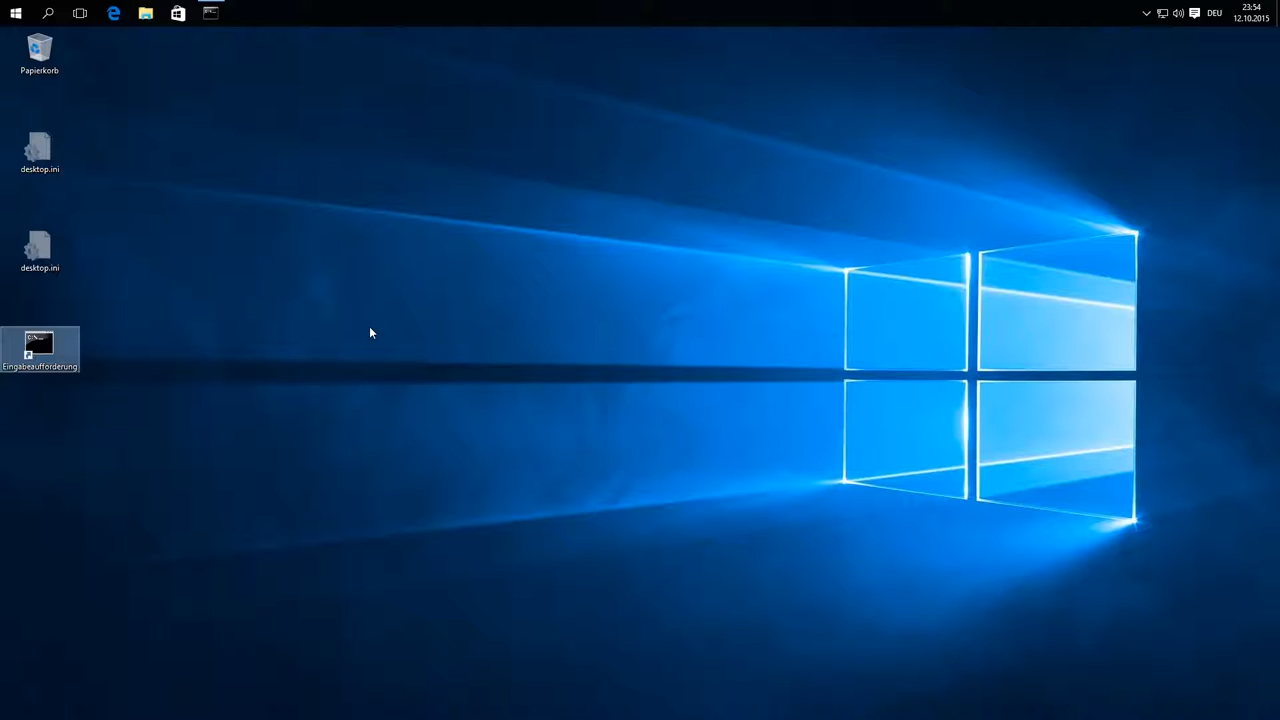 DEU
23:54
12.10.2015
Papierkorb
desktop.ini
desktop.ini
Eingabeaufforderung